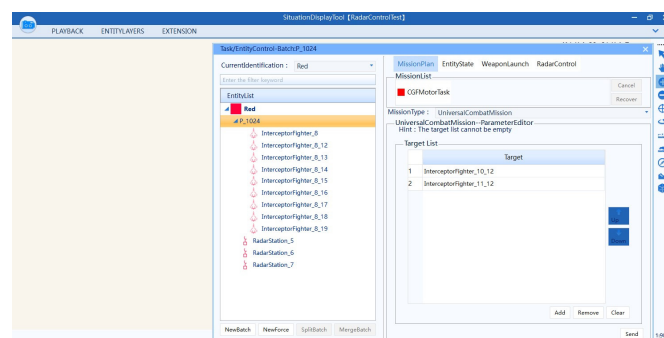 SituationDisplayTool【RadarControlTest】
PLAYBACK ENTITYLAYERS EXTENSION
Task/EntityControl-Batch:P_1024
CurrentIdentification : Red
Enter the filter keyword
EntityList
Red
P_1024
InterceptorFighter_8
InterceptorFighter_8_12
InterceptorFighter_8_13
InterceptorFighter_8_14
InterceptorFighter_8_15
InterceptorFighter_8_16
InterceptorFighter_8_17
InterceptorFighter_8_18
InterceptorFighter_8_19
RadarStation_5
RadarStation_6
RadarStation_7
NewBatch NewForce SplitBatch MergeBatch
MissionPlan EntityState WeaponLaunch RadarControl
MissionList
CGFMotorTask
Cancel
Recover
MissionType : UniversalCombatMission
UniversalCombatMission--ParameterEditor
Hint : The target list cannot be empty
Target List
Target
1 InterceptorFighter_10_12
2 InterceptorFighter_11_12
Up
Down
Add Remove Clear
Send